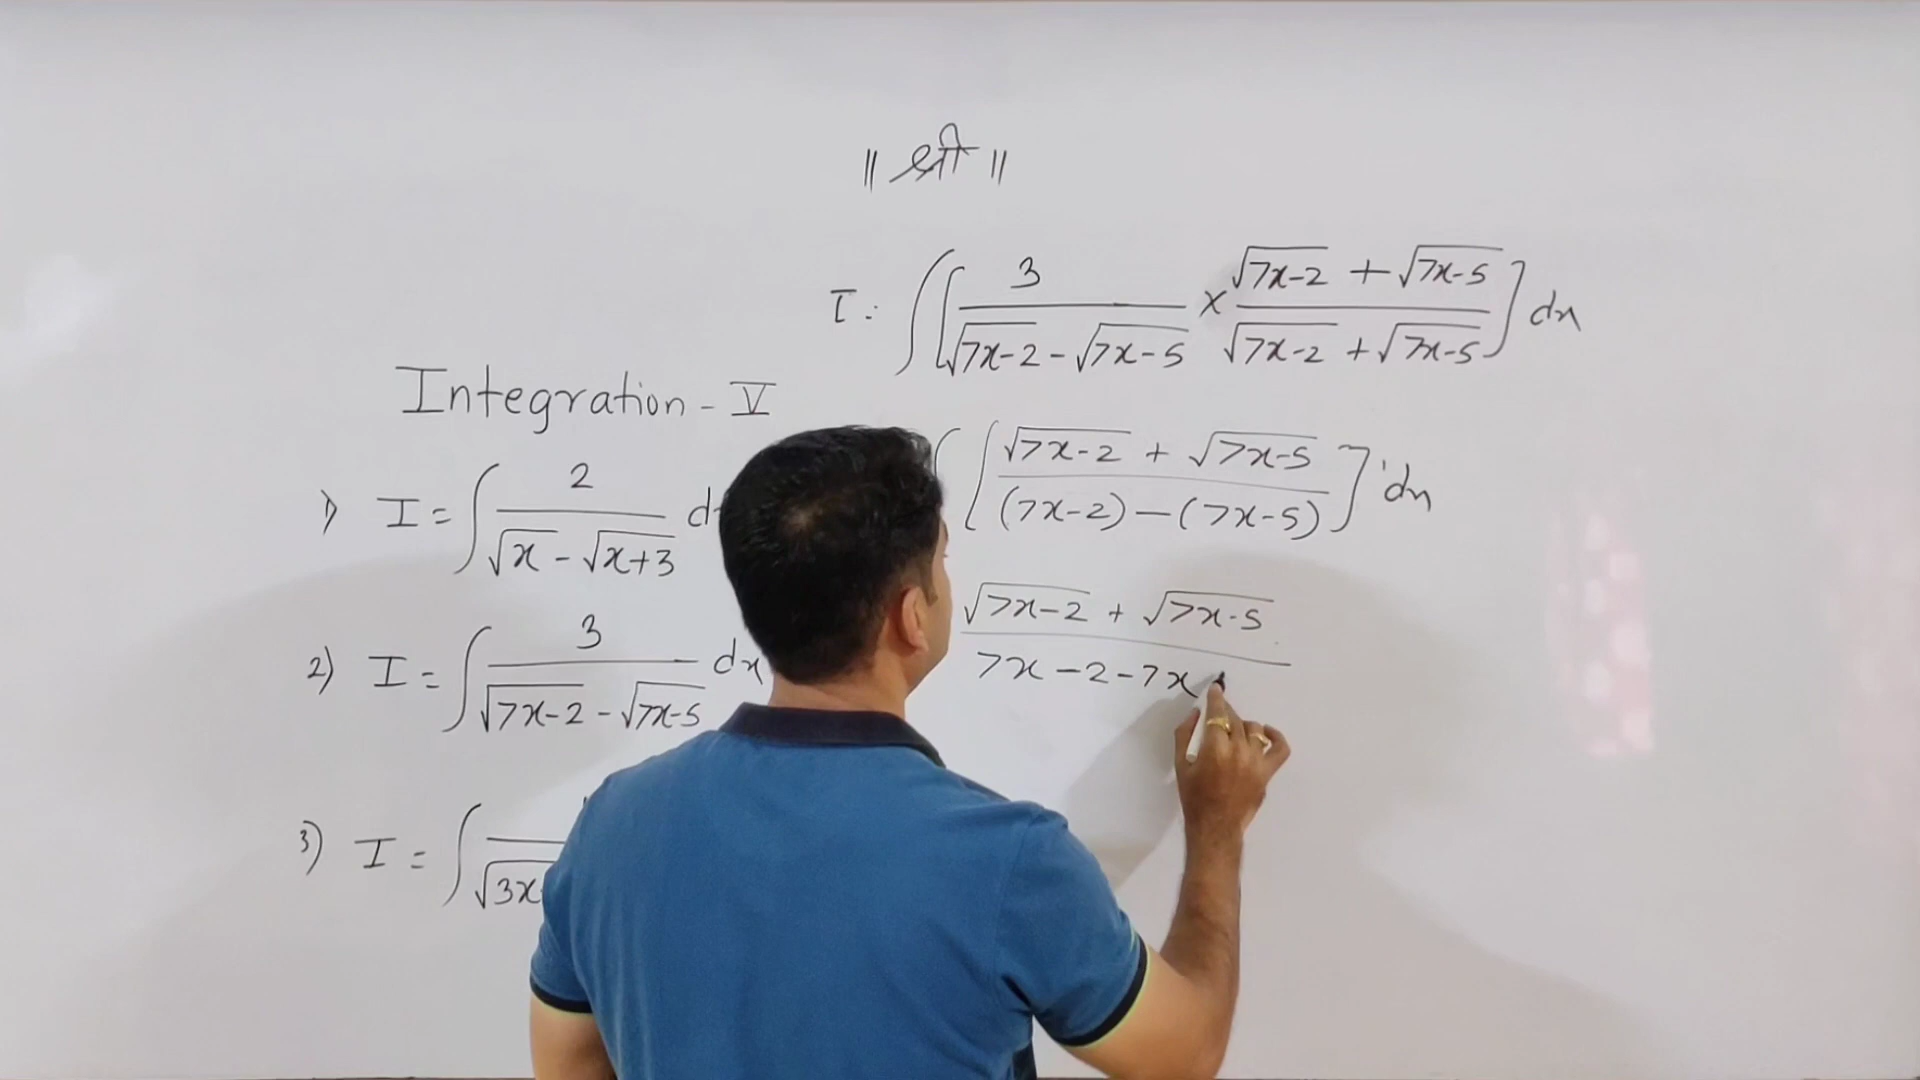 ॥ श्री ॥
I = ∫ [ 3 / (√(7x-2) - √(7x-5)) × (√(7x-2) + √(7x-5)) / (√(7x-2) + √(7x-5)) ] dx
[ (√(7x-2) + √(7x-5)) / ((7x-2) - (7x-5)) ] dx
(√(7x-2) + √(7x-5)) / (7x - 2 - 7x
Integration - V
1) I = ∫ 2 / (√x - √(x+3)) d
2) I = ∫ 3 / (√(7x-2) - √(7x-5)) dx
3) I = ∫ √3x